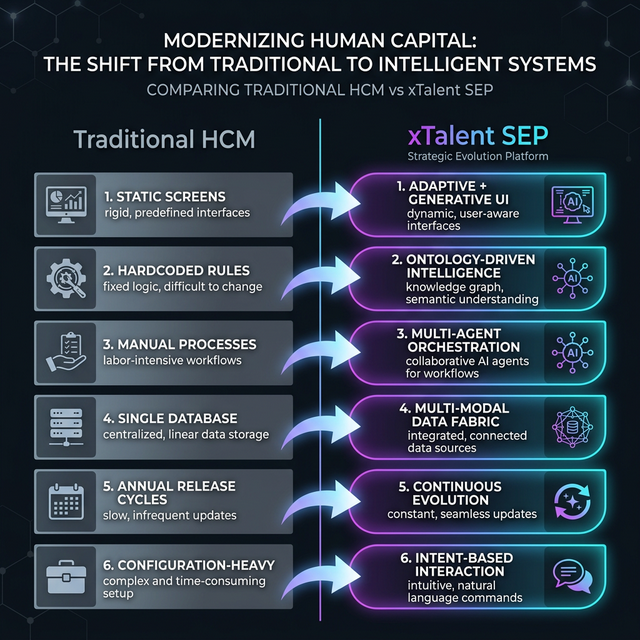 MODERNIZING HUMAN CAPITAL:
THE SHIFT FROM TRADITIONAL TO INTELLIGENT SYSTEMS
COMPARING TRADITIONAL HCM vs xTalent SEP
Traditional HCM
1. STATIC SCREENS
rigid, predefined interfaces
2. HARDCODED RULES
fixed logic, difficult to change
3. MANUAL PROCESSES
labor-intensive workflows
4. SINGLE DATABASE
centralized, linear data storage
5. ANNUAL RELEASE
CYCLES
slow, infrequent updates
6. CONFIGURATION-HEAVY
complex and time-consuming
setup
xTalent SEP
Strategic Evolution Platform
1. ADAPTIVE +
GENERATIVE UI
dynamic, user-aware
interfaces
AI
2. ONTOLOGY-DRIVEN
INTELLIGENCE
knowledge graph,
semantic understanding
AI
3. MULTI-AGENT
ORCHESTRATION
collaborative AI agents
for workflows
AI
4. MULTI-MODAL
DATA FABRIC
integrated, connected
data sources
5. CONTINUOUS
EVOLUTION
constant, seamless updates
6. INTENT-BASED
INTERACTION
intuitive, natural
language commands